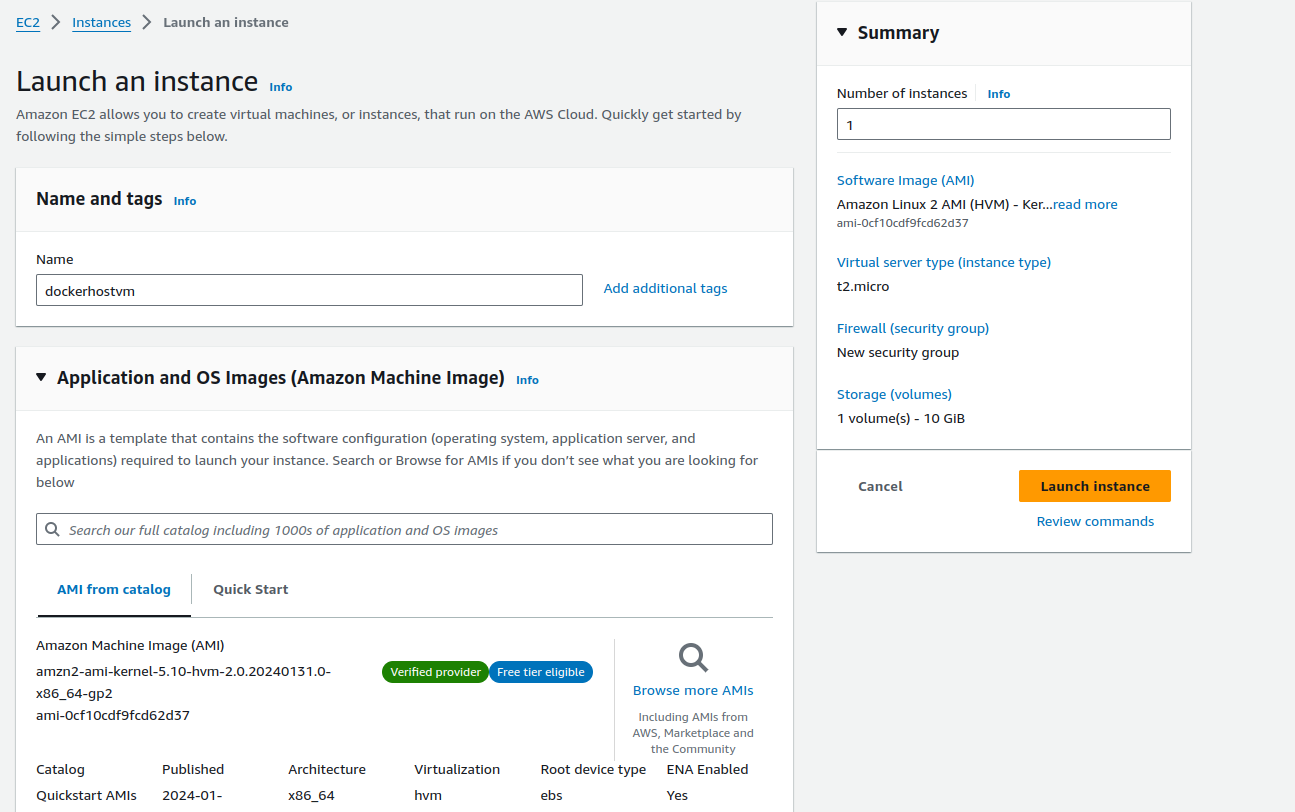 EC2 > Instances > Launch an instance
Launch an instance Info
Amazon EC2 allows you to create virtual machines, or instances, that run on the AWS Cloud. Quickly get started by
following the simple steps below.
Name and tags Info
Name
dockerhostvm
Add additional tags
Application and OS Images (Amazon Machine Image) Info
An AMI is a template that contains the software configuration (operating system, application server, and
applications) required to launch your instance. Search or Browse for AMIs if you don’t see what you are looking for
below
Search our full catalog including 1000s of application and OS images
AMI from catalog
Quick Start
Amazon Machine Image (AMI)
amzn2-ami-kernel-5.10-hvm-2.0.20240131.0-
x86_64-gp2
ami-0cf10cdf9fcd62d37
Verified provider
Free tier eligible
Browse more AMIs
Including AMIs from
AWS, Marketplace and
the Community
Catalog Published Architecture Virtualization Root device type ENA Enabled
Quickstart AMIs 2024-01- x86_64 hvm ebs Yes
Summary
Number of instances Info
1
Software Image (AMI)
Amazon Linux 2 AMI (HVM) - Ker...read more
ami-0cf10cdf9fcd62d37
Virtual server type (instance type)
t2.micro
Firewall (security group)
New security group
Storage (volumes)
1 volume(s) - 10 GiB
Cancel
Launch instance
Review commands